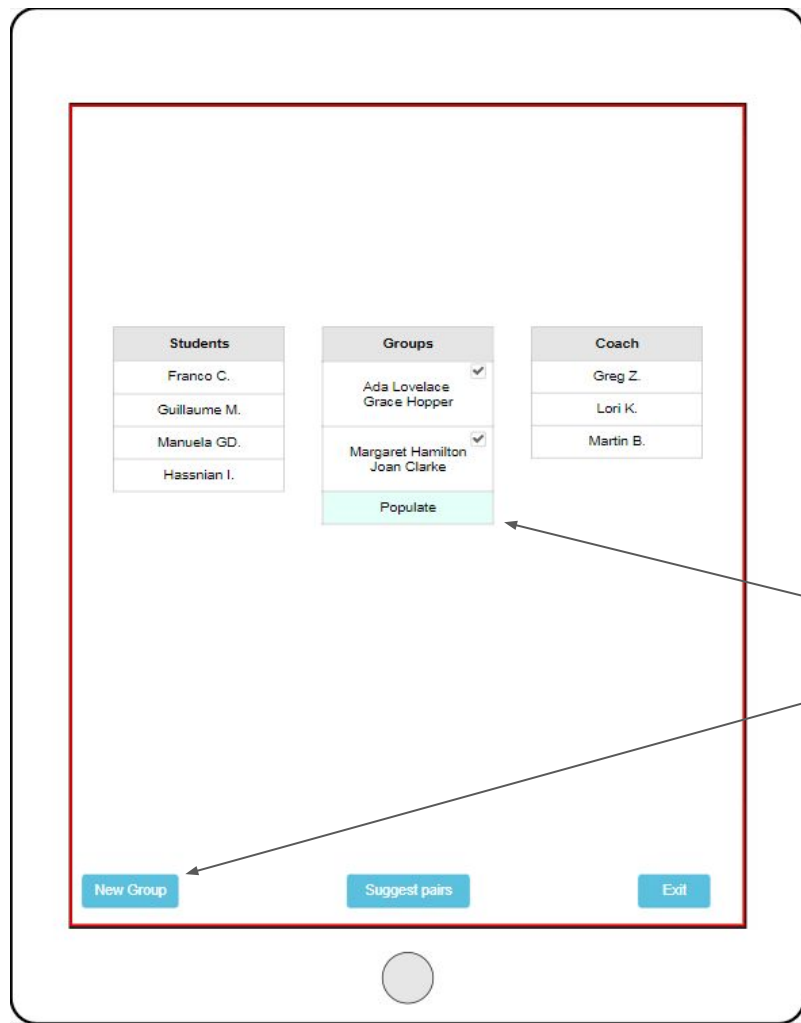 Students
Franco C.
Guillaume M.
Manuela GD.
Hassnian I.
Groups
Ada Lovelace
Grace Hopper
Margaret Hamilton
Joan Clarke
Populate
Coach
Greg Z.
Lori K.
Martin B.
New Group
Suggest pairs
Exit